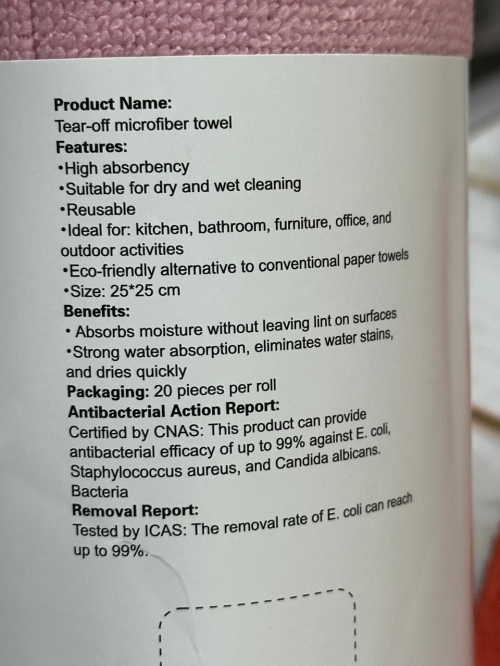 Product Name:
Tear-off microfiber towel
Features:
•High absorbency
•Suitable for dry and wet cleaning
•Reusable
•Ideal for: kitchen, bathroom, furniture, office, and
outdoor activities
•Eco-friendly alternative to conventional paper towels
•Size: 25*25 cm
Benefits:
• Absorbs moisture without leaving lint on surfaces
•Strong water absorption, eliminates water stains,
and dries quickly
Packaging: 20 pieces per roll
Antibacterial Action Report:
Certified by CNAS: This product can provide
antibacterial efficacy of up to 99% against E. coli,
Staphylococcus aureus, and Candida albicans.
Bacteria
Removal Report:
Tested by ICAS: The removal rate of E. coli can reach
up to 99%.